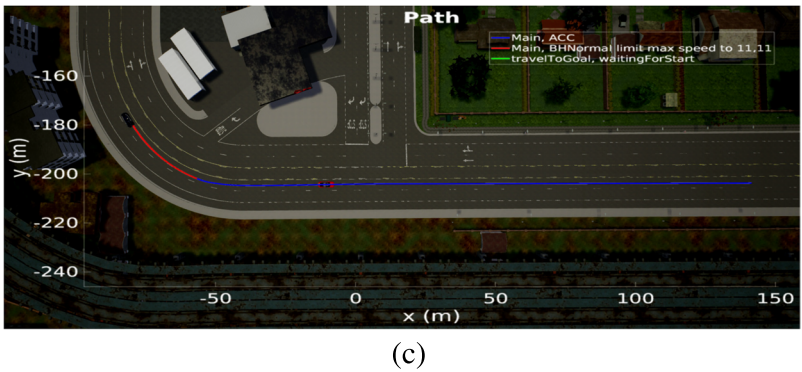 Path
Main, ACC
Main, BHNormal limit max speed to 11,11
travelToGoal, waitingForStart
-160
-180
-200
-220
-240
y (m)
-50 0 50 100 150
x (m)
(c)